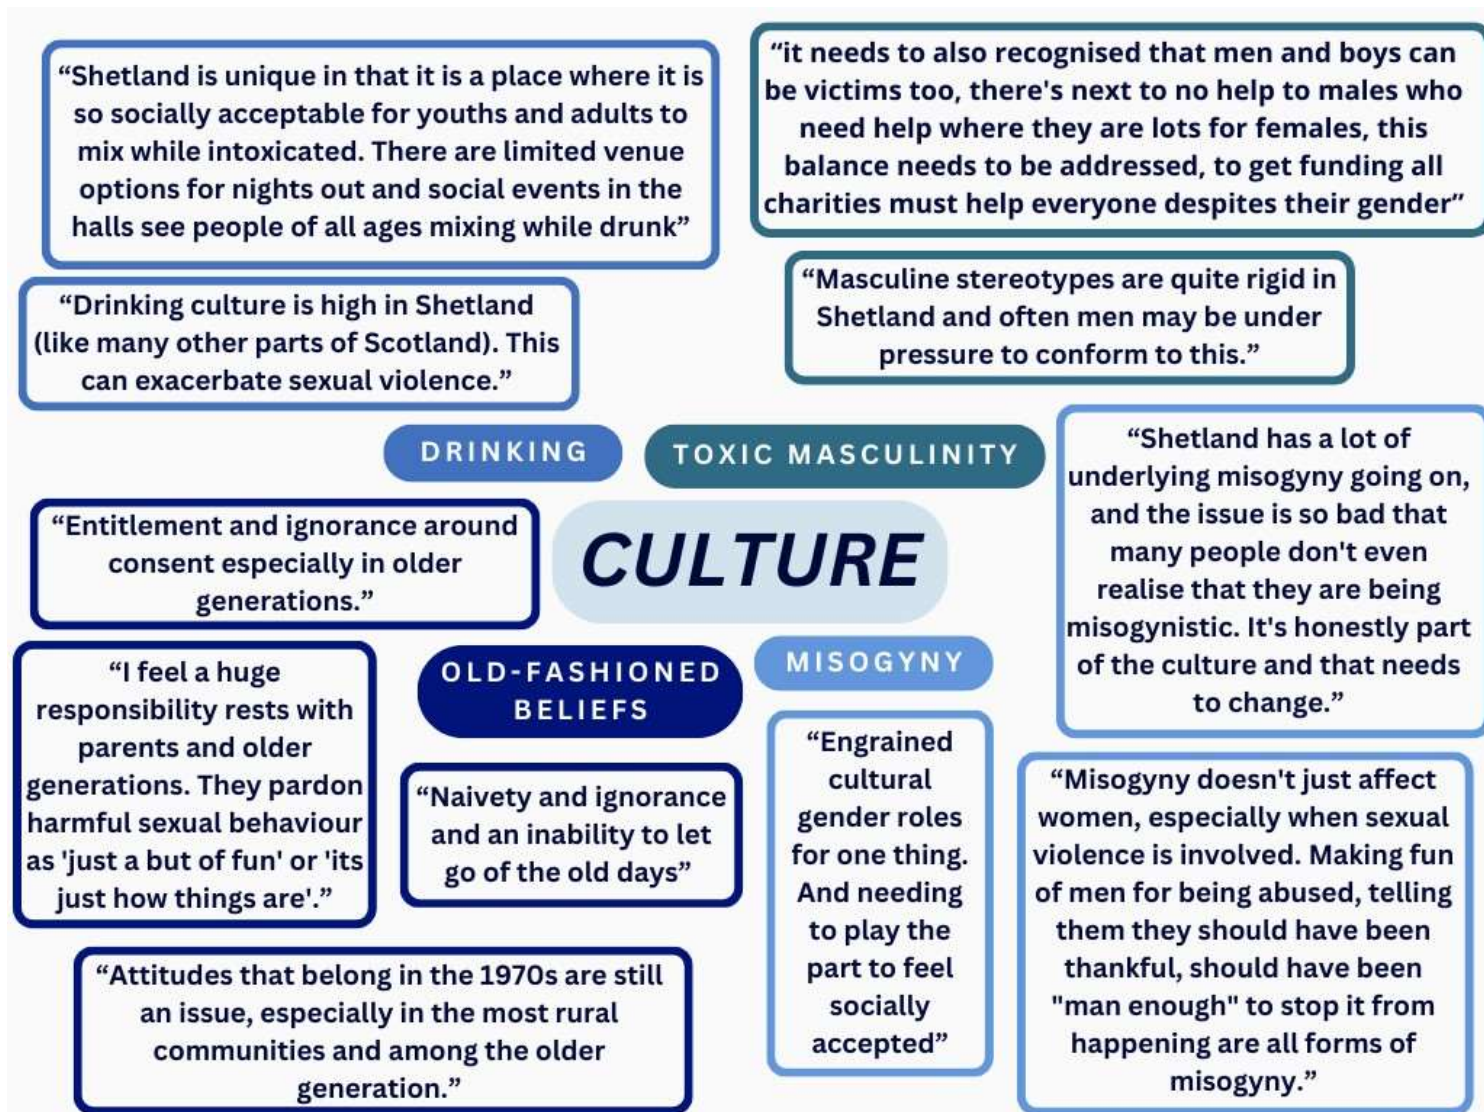 “Shetland is unique in that it is a place where it is
so socially acceptable for youths and adults to
mix while intoxicated. There are limited venue
options for nights out and social events in the
halls see people of all ages mixing while drunk”
“it needs to also recognised that men and boys can
be victims too, there's next to no help to males who
need help where they are lots for females, this
balance needs to be addressed, to get funding all
charities must help everyone despites their gender”
“Drinking culture is high in Shetland
(like many other parts of Scotland). This
can exacerbate sexual violence.”
“Masculine stereotypes are quite rigid in
Shetland and often men may be under
pressure to conform to this.”
DRINKING
TOXIC MASCULINITY
“Shetland has a lot of
underlying misogyny going on,
and the issue is so bad that
many people don't even
realise that they are being
misogynistic. It's honestly part
of the culture and that needs
to change.”
“Entitlement and ignorance around
consent especially in older
generations.”
CULTURE
“I feel a huge
responsibility rests with
parents and older
generations. They pardon
harmful sexual behaviour
as 'just a but of fun' or 'its
just how things are'.”
OLD-FASHIONED
BELIEFS
MISOGYNY
“Naivety and ignorance
and an inability to let
go of the old days”
“Engrained
cultural
gender roles
for one thing.
And needing
to play the
part to feel
socially
accepted”
“Misogyny doesn't just affect
women, especially when sexual
violence is involved. Making fun
of men for being abused, telling
them they should have been
thankful, should have been
"man enough" to stop it from
happening are all forms of
misogyny.”
“Attitudes that belong in the 1970s are still
an issue, especially in the most rural
communities and among the older
generation.”